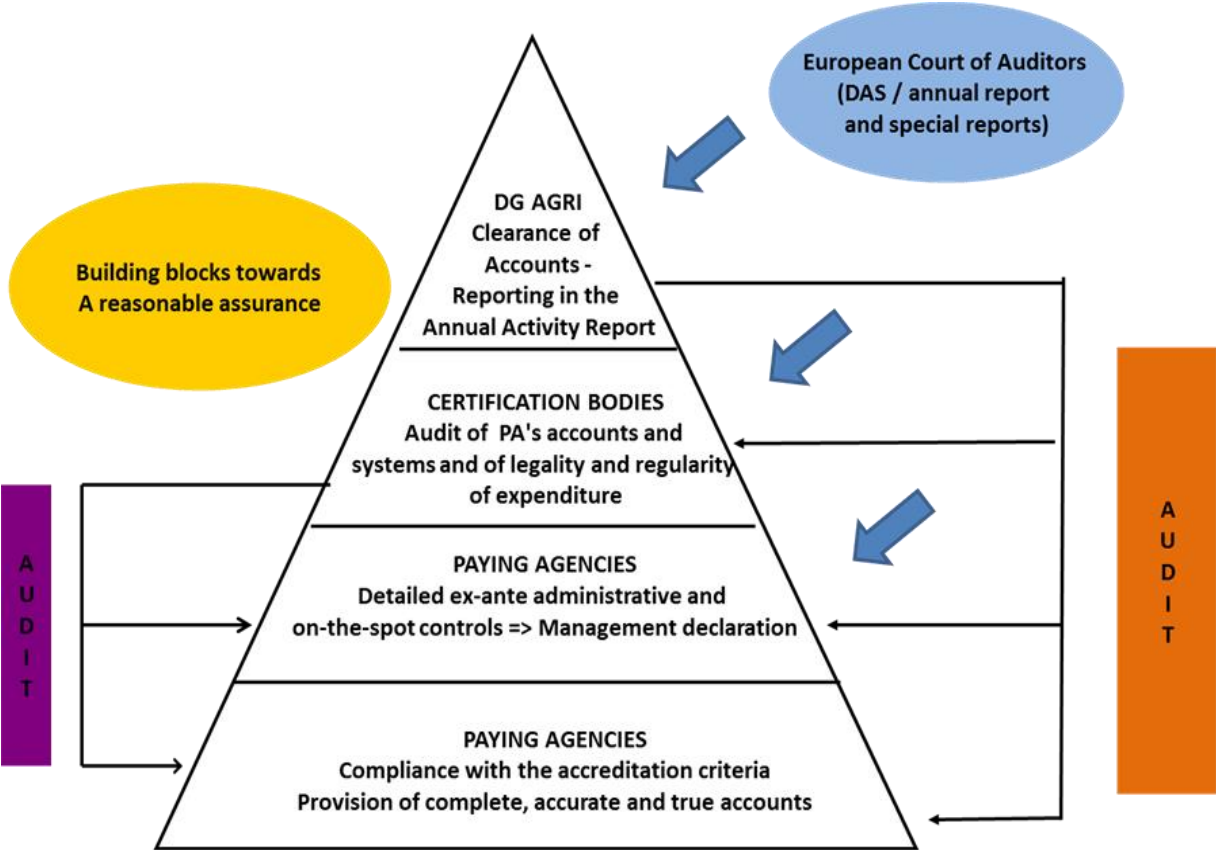 European Court of Auditors
(DAS / annual report
and special reports)
DG AGRI
Clearance of
Accounts -
Reporting in the
Annual Activity Report
Building blocks towards
A reasonable assurance
CERTIFICATION BODIES
Audit of PA's accounts and
systems and of legality and regularity
of expenditure
PAYING AGENCIES
Detailed ex-ante administrative and
on-the-spot controls => Management declaration
PAYING AGENCIES
Compliance with the accreditation criteria
Provision of complete, accurate and true accounts
A
U
D
I
T
A
U
D
I
T